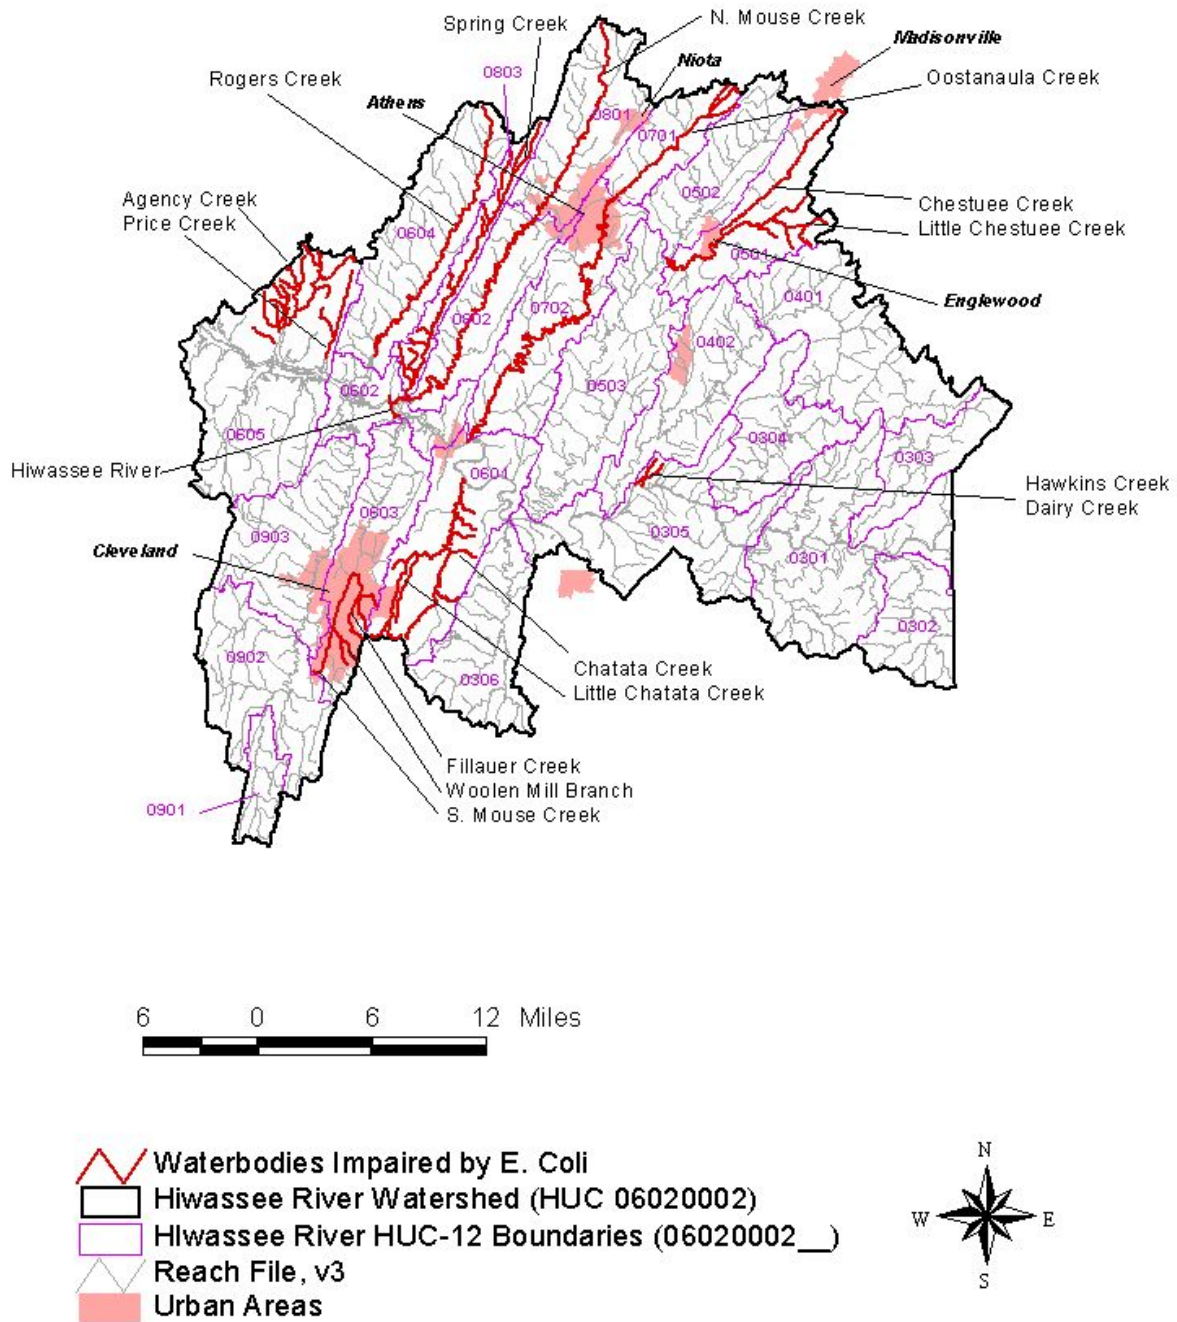 N. Mouse Creek
Spring Creek
Madisonville
Niota
0803
Rogers Creek
Oostanaula Creek
Athens
0801
0701
0502
Agency Creek
Chestuee Creek
Price Creek
Little Chestuee Creek
0604
0501
0401
Englewood
0802
0702
0402
0602
0503
0605
0304
0303
Hiwassee River
0601
Hawkins Creek
Dairy Creek
0603
0903
0305
Cleveland
0301
0302
0902
Chatata Creek
0306
Little Chatata Creek
Fillauer Creek
Woolen Mill Branch
0901
S. Mouse Creek
6 0 6 12 Miles
N
Waterbodies Impaired by E. Coli
Hiwassee River Watershed (HUC 06020002)
W E
HIwassee River HUC-12 Boundaries (06020002__)
Reach File, v3
S
Urban Areas